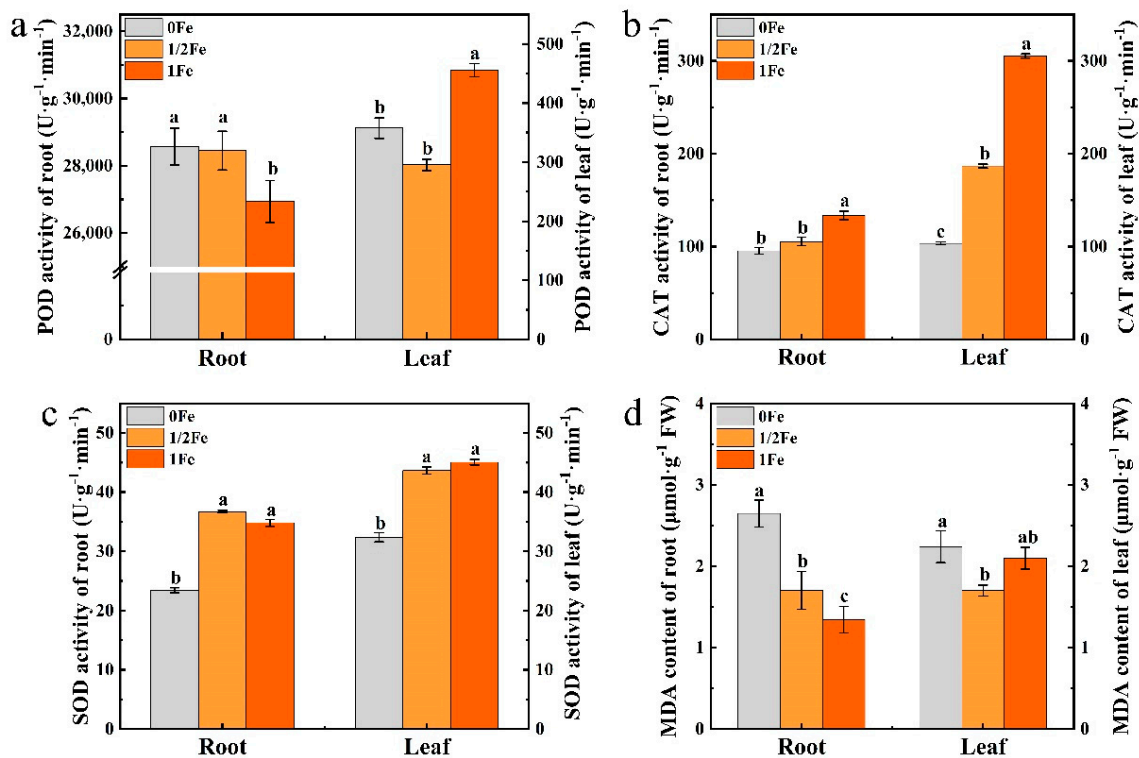 a
POD activity of root (U·g⁻¹·min⁻¹)
32,000
30,000
28,000
26,000
0
0Fe
1/2Fe
1Fe
a
a
b
b
b
a
Root
Leaf
500
400
300
200
100
0
POD activity of leaf (U·g⁻¹·min⁻¹)
b
CAT activity of root (U·g⁻¹·min⁻¹)
300
200
100
0
0Fe
1/2Fe
1Fe
b
b
a
c
b
a
Root
Leaf
300
200
100
0
CAT activity of leaf (U·g⁻¹·min⁻¹)
c
SOD activity of root (U·g⁻¹·min⁻¹)
50
40
30
20
10
0
0Fe
1/2Fe
1Fe
b
a
a
b
a
a
Root
Leaf
50
40
30
20
10
0
SOD activity of leaf (U·g⁻¹·min⁻¹)
d
MDA content of root (μmol·g⁻¹ FW)
4
3
2
1
0
0Fe
1/2Fe
1Fe
a
b
c
a
b
ab
Root
Leaf
4
3
2
1
0
MDA content of leaf (μmol·g⁻¹ FW)